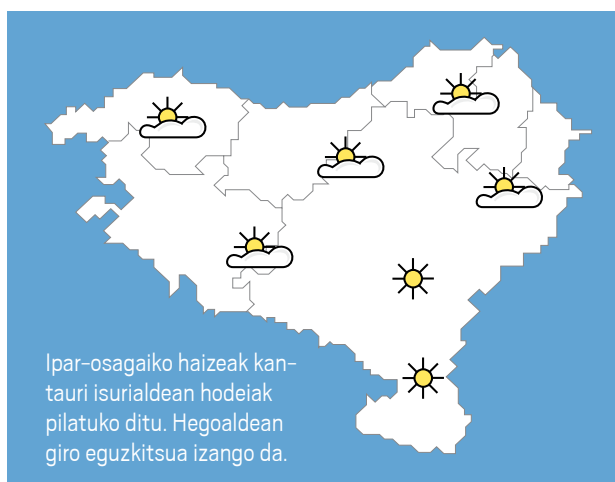 Ipar-osagaiko haizeak kan-
tauri isurialdean hodeiak
pilatuko ditu. Hegoaldean
giro eguzkitsua izango da.